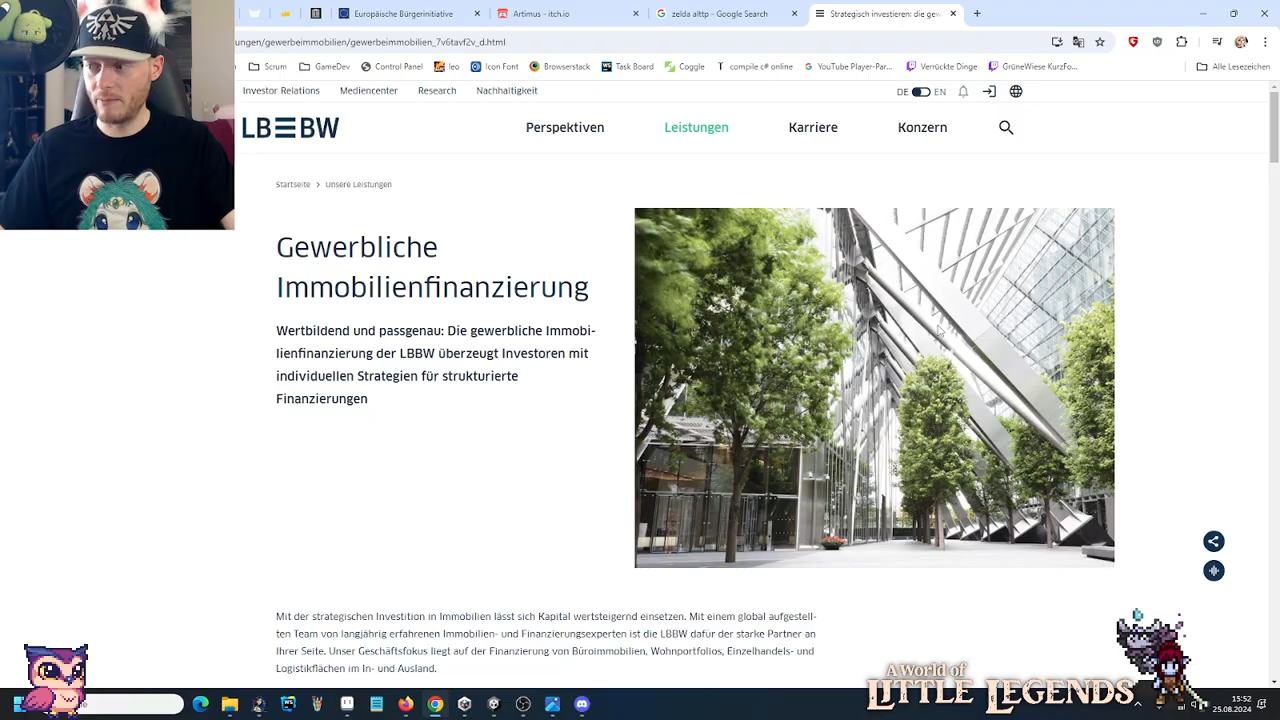 Europäische Bürgerinitiative
Artimus
zelda alttp - Google Search
Strategisch investieren: die gew
ungen/gewerbeimmobilien/gewerbeimmobilien_7v6tavf2v_d.html
Scrum
GameDev
Control Panel
leo
Icon Font
Browserstack
Task Board
Coggle
compile c# online
YouTube Player-Par...
Verrückte Dinge
GrüneWelt
Alle Lesezeichen
Investor Relations
Mediencenter
Research
Nachhaltigkeit
DE
EN
LBBW
Perspektiven
Leistungen
Karriere
Konzern
Startseite > Unsere Leistungen
Gewerbliche
Immobilienfinanzierung
Wertbildend und passgenau: Die gewerbliche Immobi-
lienfinanzierung der LBBW überzeugt Investoren mit
individuellen Strategien für strukturierte
Finanzierungen
Mit der strategischen Investition in Immobilien lässt sich Kapital wertsteigernd einsetzen. Mit einem global aufgestell-
ten Team von langjährig erfahrenen Immobilien- und Finanzierungsexperten ist die LBBW dafür der starke Partner an
Ihrer Seite. Unser Geschäftsfokus liegt auf der Finanzierung von Büroimmobilien, Wohnportfolios, Einzelhandels- und
Logistikflächen im In- und Ausland.
A World of
LITTLE LEGENDS
15:52
25.08.2024